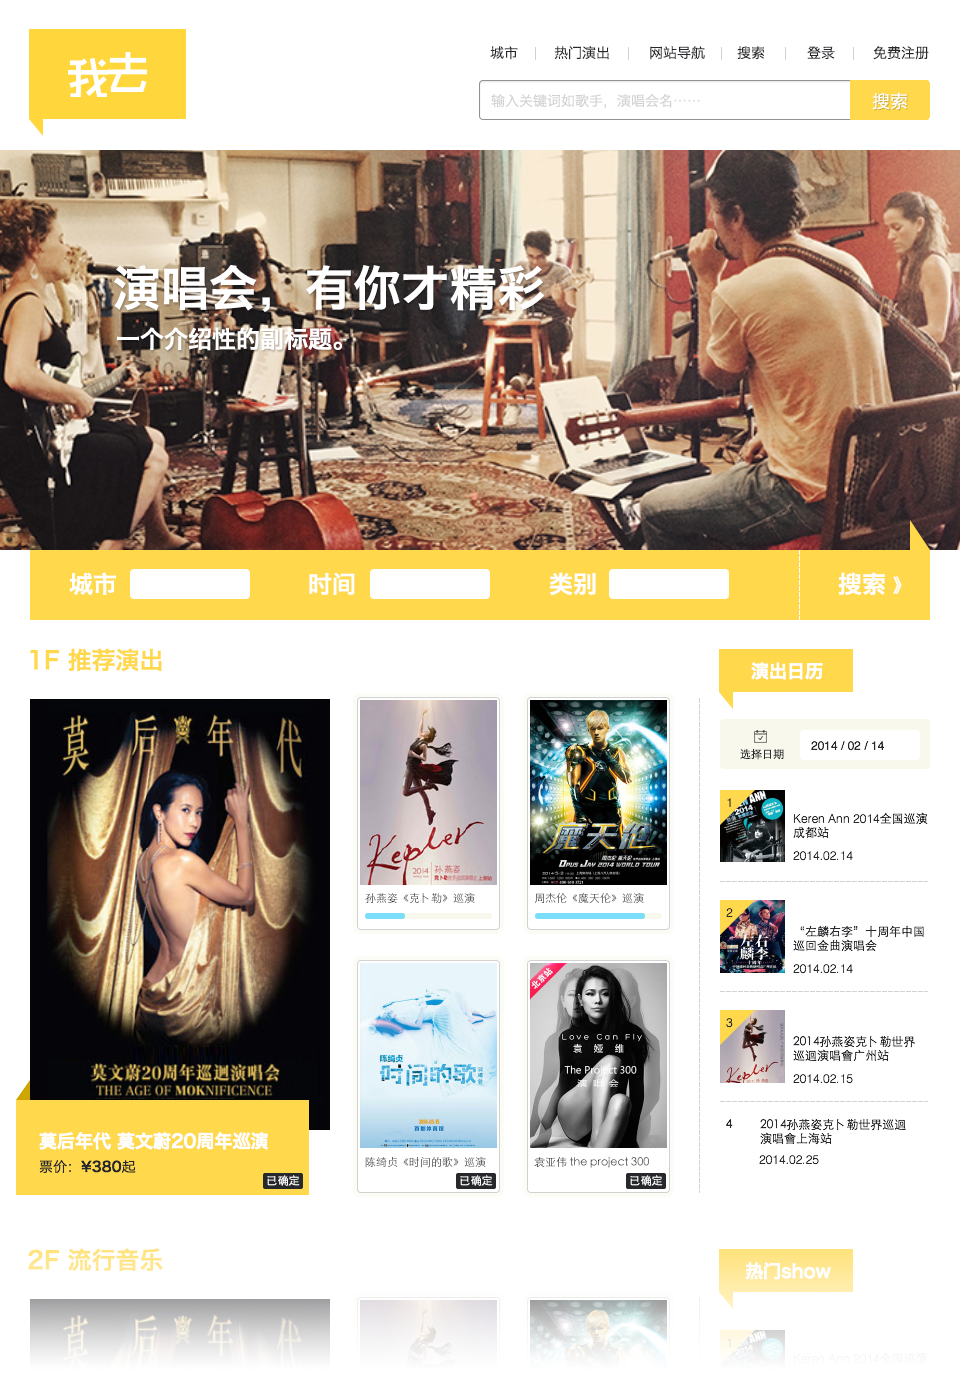 我去
城市
热门演出
网站导航
搜索
登录
免费注册
输入关键词如歌手，演唱会名……
搜索
演唱会，有你才精彩
一个介绍性的副标题。
城市
时间
类别
搜索 》
1F 推荐演出
莫后年代
莫文蔚20周年巡迴演唱会
THE AGE OF MOKNIFICENCE
莫后年代 莫文蔚20周年巡演
票价：¥380起
已确定
Kepler
2014
孙燕姿
孙燕姿《克卜勒》巡演
魔天伦
周杰伦 魔天伦
OPUS JAY 2014 WORLD TOUR
周杰伦《魔天伦》巡演
陈绮贞
时间的歌
陈绮贞《时间的歌》巡演
已确定
北京站
Love Can Fly
袁娅维
The Project 300
演唱会
袁亚伟 the project 300
已确定
演出日历
选择日期
2014 / 02 / 14
1
Keren Ann 2014全国巡演
成都站
2014.02.14
2
左麟右李
“左麟右李”十周年中国
巡回金曲演唱会
2014.02.14
3
Kepler
2014孙燕姿克卜勒世界
巡迴演唱會广州站
2014.02.15
4
2014孙燕姿克卜勒世界巡迴
演唱會上海站
2014.02.25
2F 流行音乐
莫后年代
热门show
1
Keren Ann 2014全国巡演